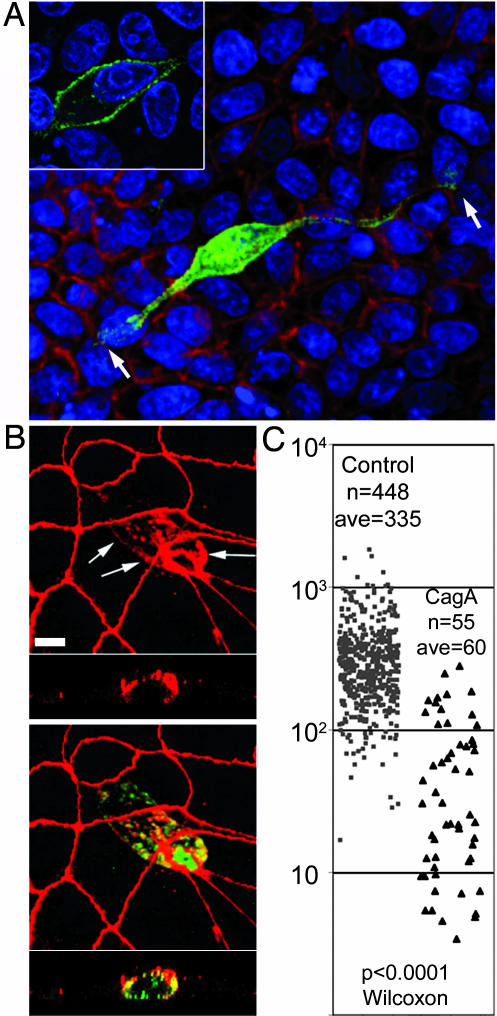 A
B
C
10⁴
Control
n=448
ave=335
10³
CagA
n=55
ave=60
10²
10
p<0.0001
Wilcoxon